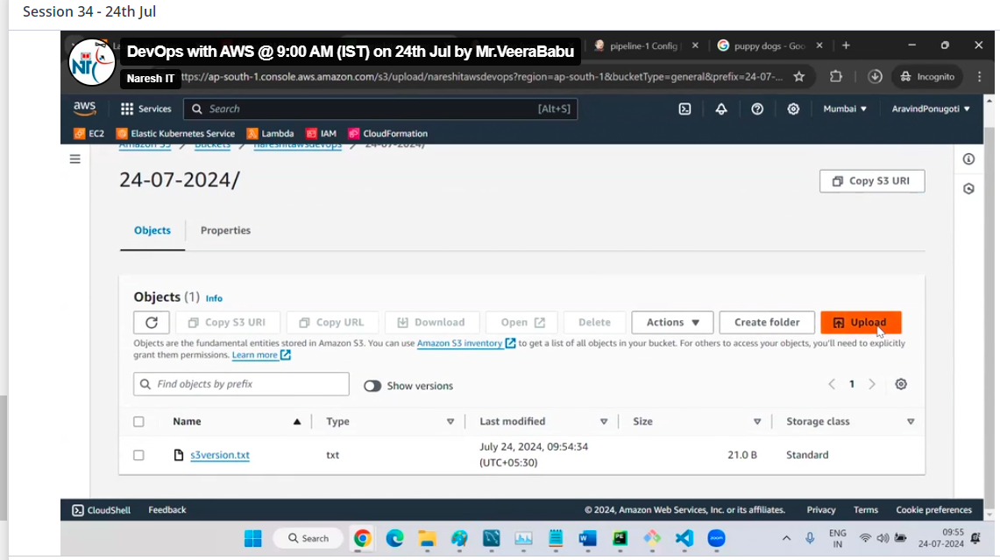 Session 34 - 24th Jul
DevOps with AWS @ 9:00 AM (IST) on 24th Jul by Mr.VeeraBabu
pipeline-1 Config
puppy dogs - Goo
Naresh IT
ttps://ap-south-1.console.aws.amazon.com/s3/upload/nareshitawsdevops?region=ap-south-1&bucketType=general&prefix=24-07-...
Incognito
aws
Services
Search
[Alt+S]
Mumbai
AravindPonugoti
EC2
Elastic Kubernetes Service
Lambda
IAM
CloudFormation
Amazon S3
Buckets
nareshitawsdevops
24-07-2024/
24-07-2024/
Copy S3 URI
Objects
Properties
Objects (1) Info
Copy S3 URI
Copy URL
Download
Open
Delete
Actions
Create folder
Upload
Objects are the fundamental entities stored in Amazon S3. You can use Amazon S3 inventory to get a list of all objects in your bucket. For others to access your objects, you'll need to explicitly
grant them permissions. Learn more
Find objects by prefix
Show versions
1
Name
Type
Last modified
Size
Storage class
s3version.txt
txt
July 24, 2024, 09:54:34
(UTC+05:30)
21.0 B
Standard
CloudShell
Feedback
© 2024, Amazon Web Services, Inc. or its affiliates.
Privacy
Terms
Cookie preferences
Search
ENG
IN
09:55
24-07-2024